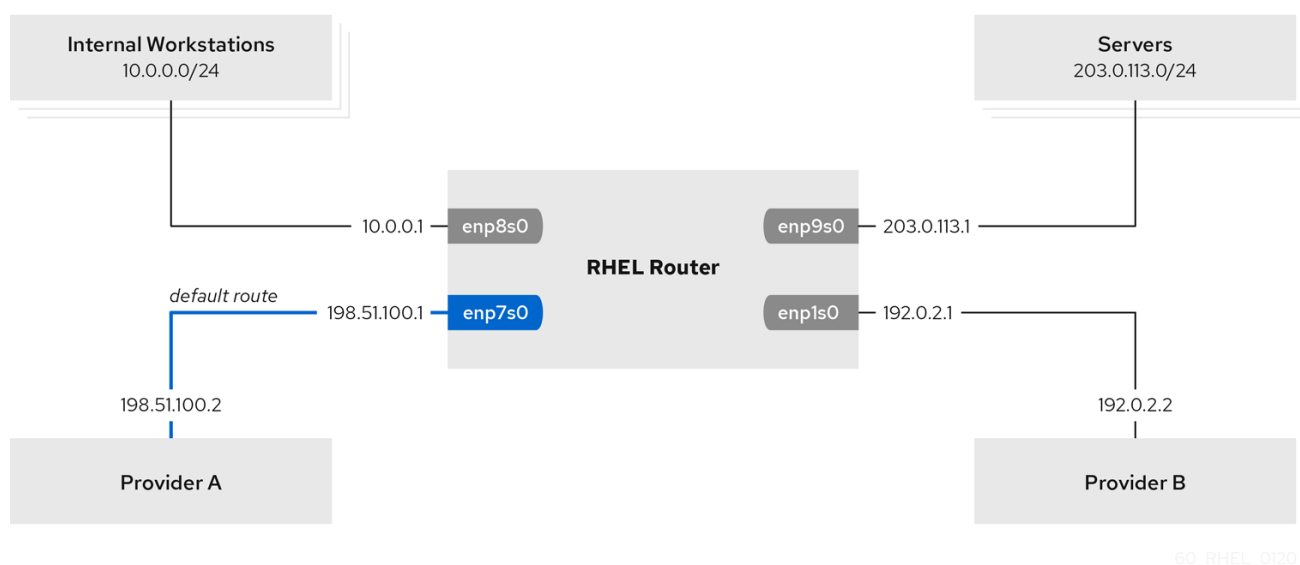 Internal Workstations
10.0.0.0/24
Servers
203.0.113.0/24
10.0.0.1
enp8s0
enp9s0
203.0.113.1
RHEL Router
default route
198.51.100.1
enp7s0
enp1s0
192.0.2.1
198.51.100.2
192.0.2.2
Provider A
Provider B
60_RHEL_0120